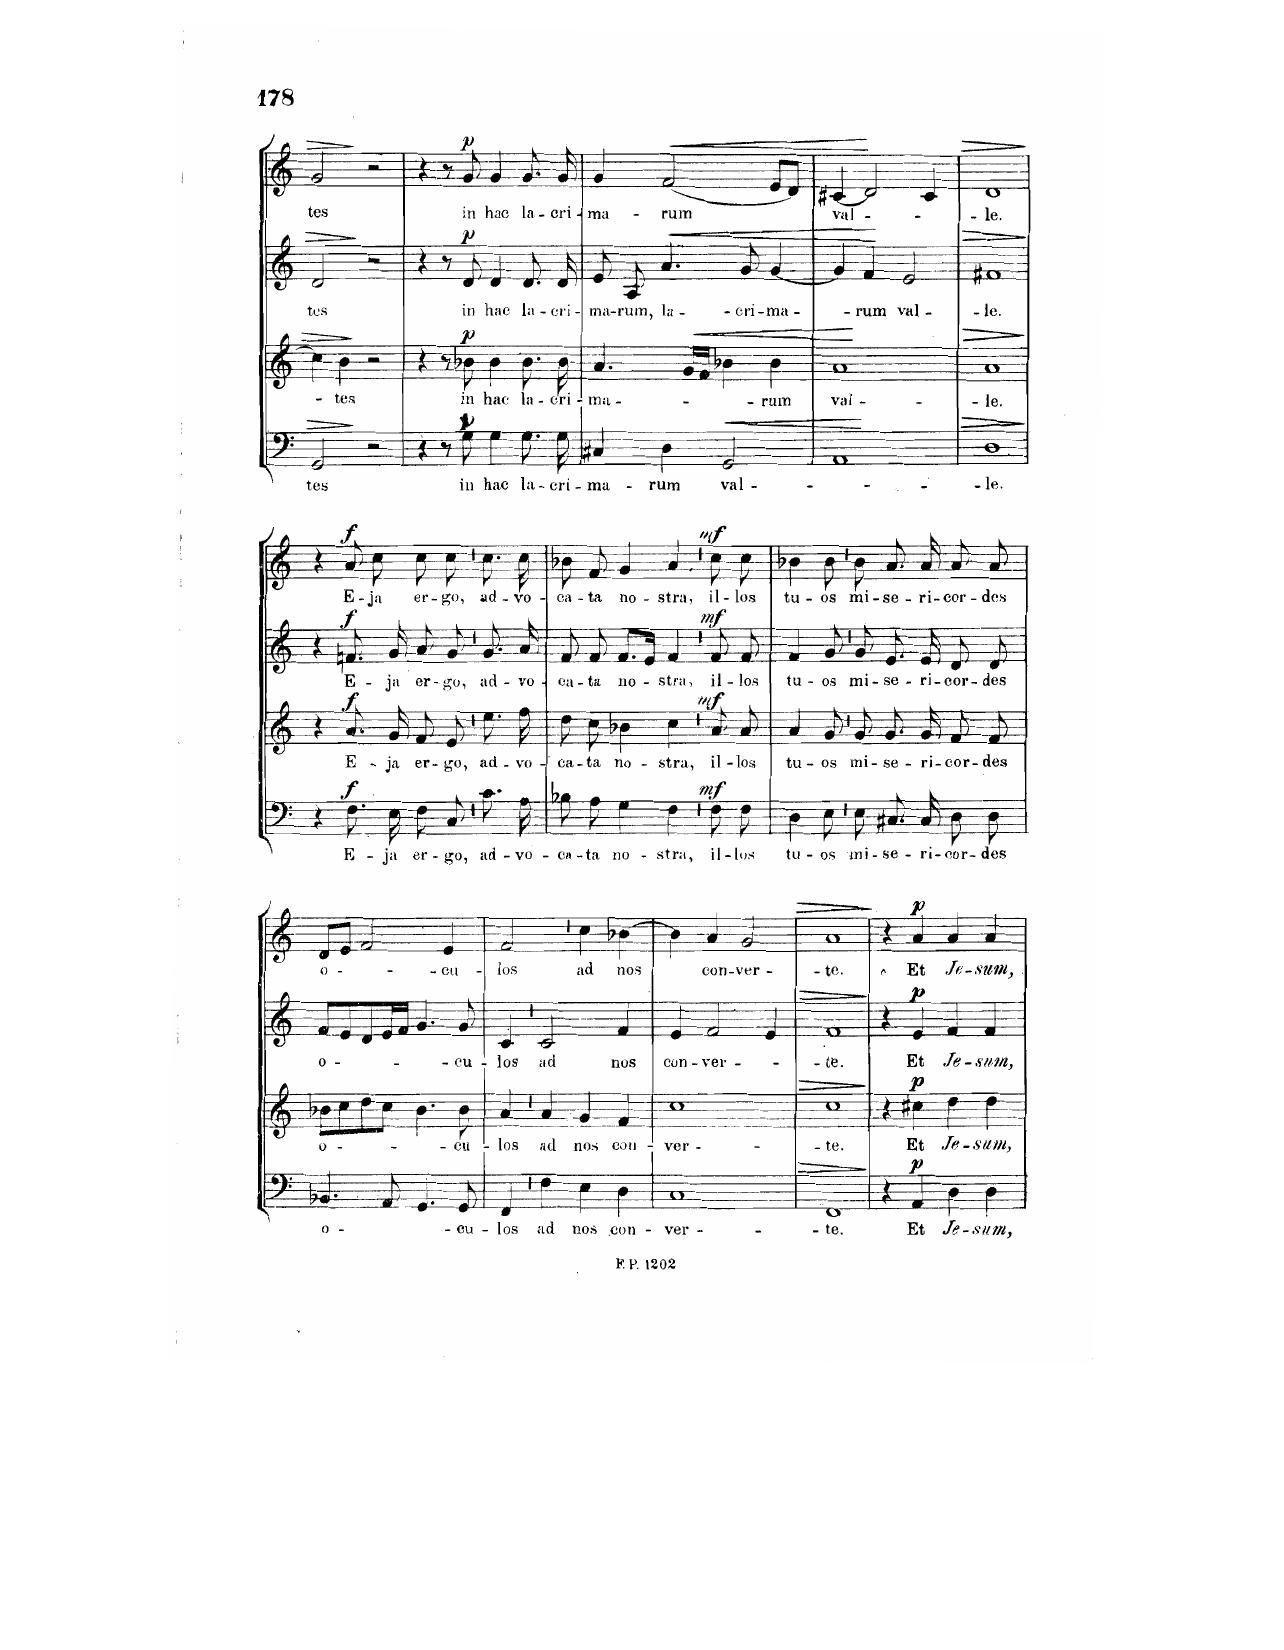 178
p
tes in hac la-cri-ma - rum val - - - le.
p
tes in hac la-cri-ma-rum, la - -cri-ma - -rum val - -le.
p
- tes in hac la-cri-ma - - -rum val - - - le.
p
tes in hac la-cri-ma - rum val - - - - -le.
f mf
E-ja er-go, ad-vo-ca-ta no-stra, il-los tu-os mi-se-ri-cor-des
f mf
E - ja er-go, ad-vo-ca-ta no-stra, il-los tu-os mi-se-ri-cor-des
f mf
E - ja er-go, ad-vo-ca-ta no-stra, il-los tu-os mi-se-ri-cor-des
f mf
E - ja er-go, ad-vo-ca-ta no-stra, il-los tu-os mi-se-ri-cor-des
p
o - - -cu-los ad nos con-ver - -te. Et Je-sum,
p
o - - - -cu-los ad nos con-ver - - -te. Et Je-sum,
p
o - - - -cu-los ad nos con-ver - - -te. Et Je-sum,
p
o - -cu-los ad nos con-ver - - -te. Et Je-sum,
F.P. 1202